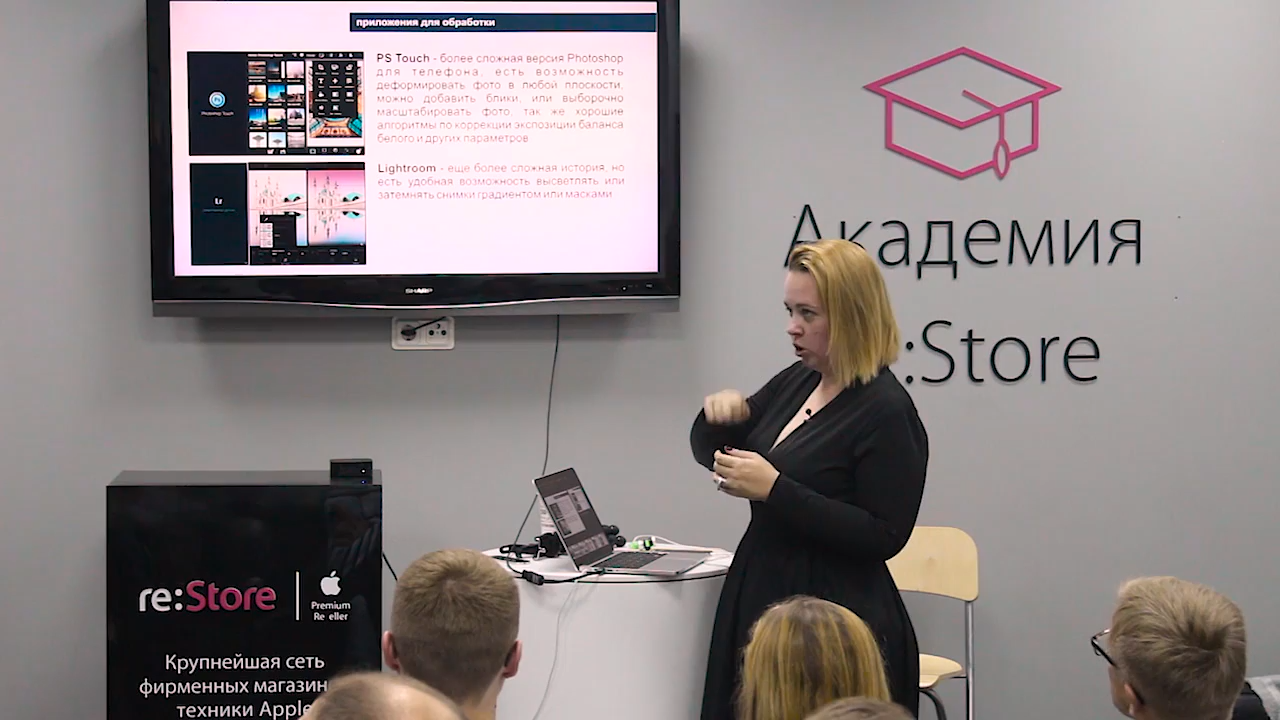 приложения для обработки
PS Touch - более сложная версия Photoshop
для телефона, есть возможность
деформировать фото в любой плоскости,
можно добавить блики, или выборочно
масштабировать фото, так же хорошие
алгоритмы по коррекции экспозиции баланса
белого и других параметров
Photoshop Touch
Lightroom - еще более сложная история, но
есть удобная возможность высветлять или
затемнять снимки градиентом или масками
Lr
SHARP
Академия
:Store
re:Store
Premium
Re eller
Крупнейшая сеть
фирменных магазин
техники Apple